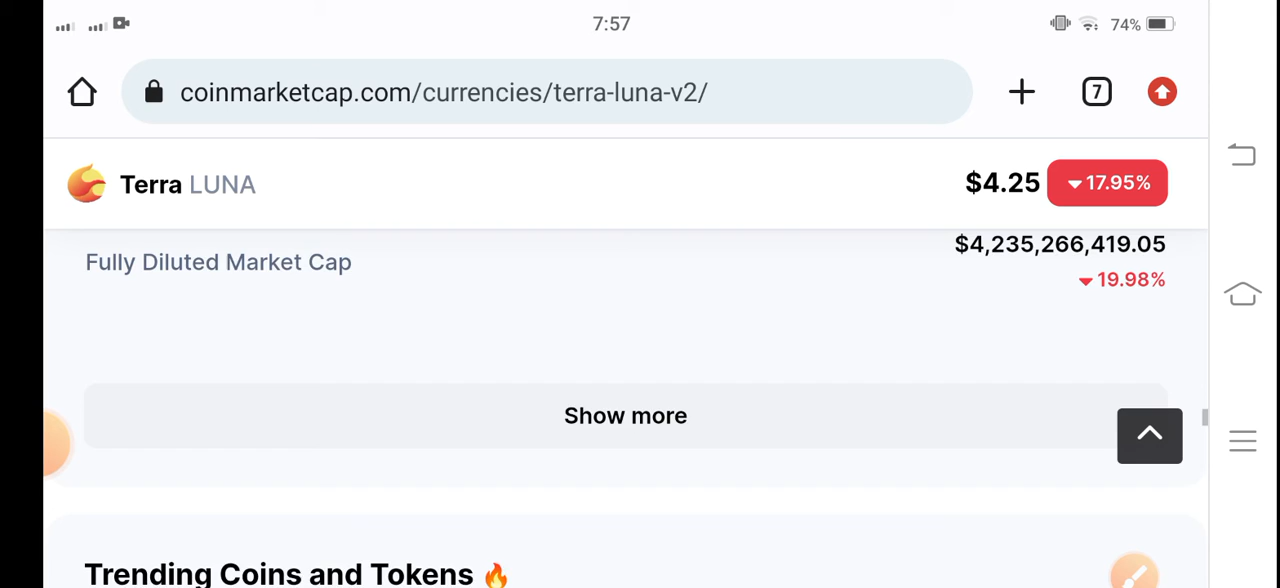 7:57
74%
coinmarketcap.com/currencies/terra-luna-v2/
7
Terra LUNA
$4.25 17.95%
$4,235,266,419.05
Fully Diluted Market Cap
19.98%
Show more
Trending Coins and Tokens 🔥